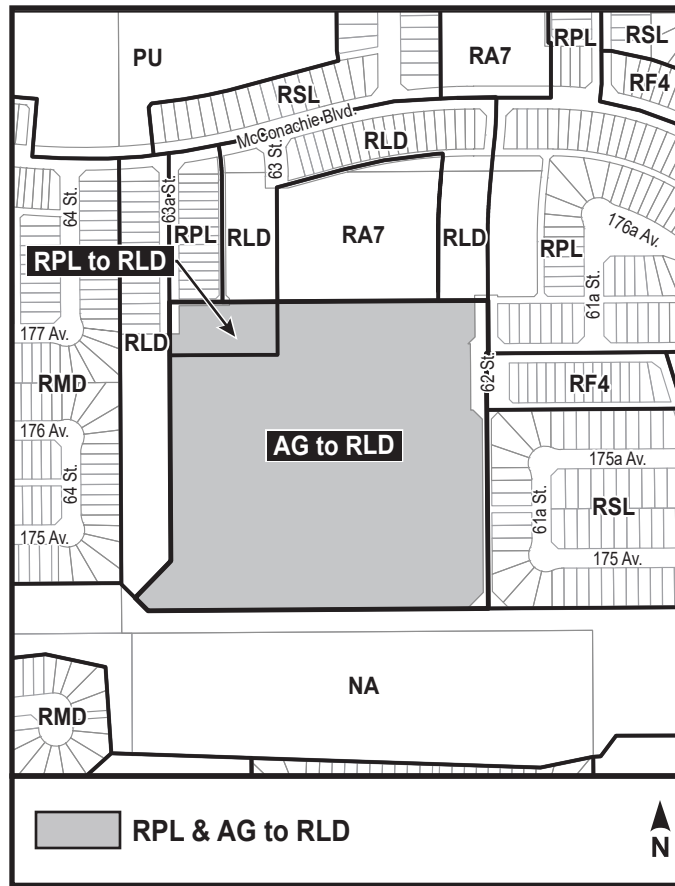 PU
RA7
RPL
RSL
RF4
RSL
McConachie Blvd.
RLD
63 St.
64 St.
63a St.
RPL
RLD
RA7
RLD
RPL
176a Av.
61a St.
RPL to RLD
177 Av.
RLD
RMD
62 St.
RF4
176 Av.
AG to RLD
175a Av.
64 St.
61a St.
RSL
175 Av.
175 Av.
NA
RMD
RPL & AG to RLD
N